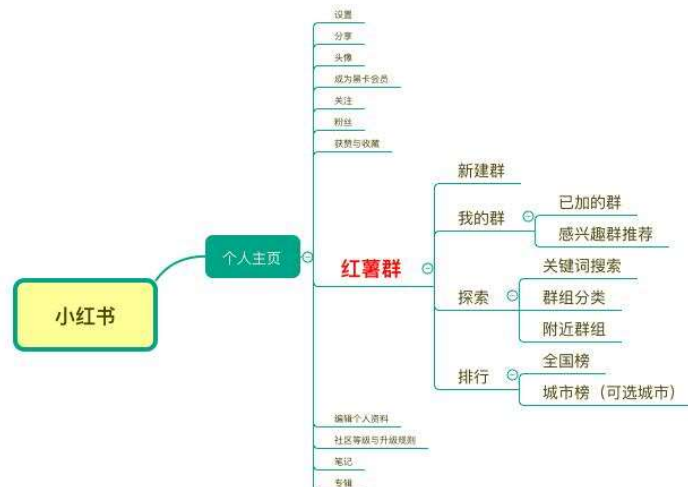 小红书
个人主页
设置
分享
头像
成为黑卡会员
关注
粉丝
获赞与收藏
红薯群
新建群
我的群
已加的群
感兴趣群推荐
探索
关键词搜索
群组分类
附近群组
排行
全国榜
城市榜（可选城市）
编辑个人资料
社区等级与升级规则
笔记
专辑